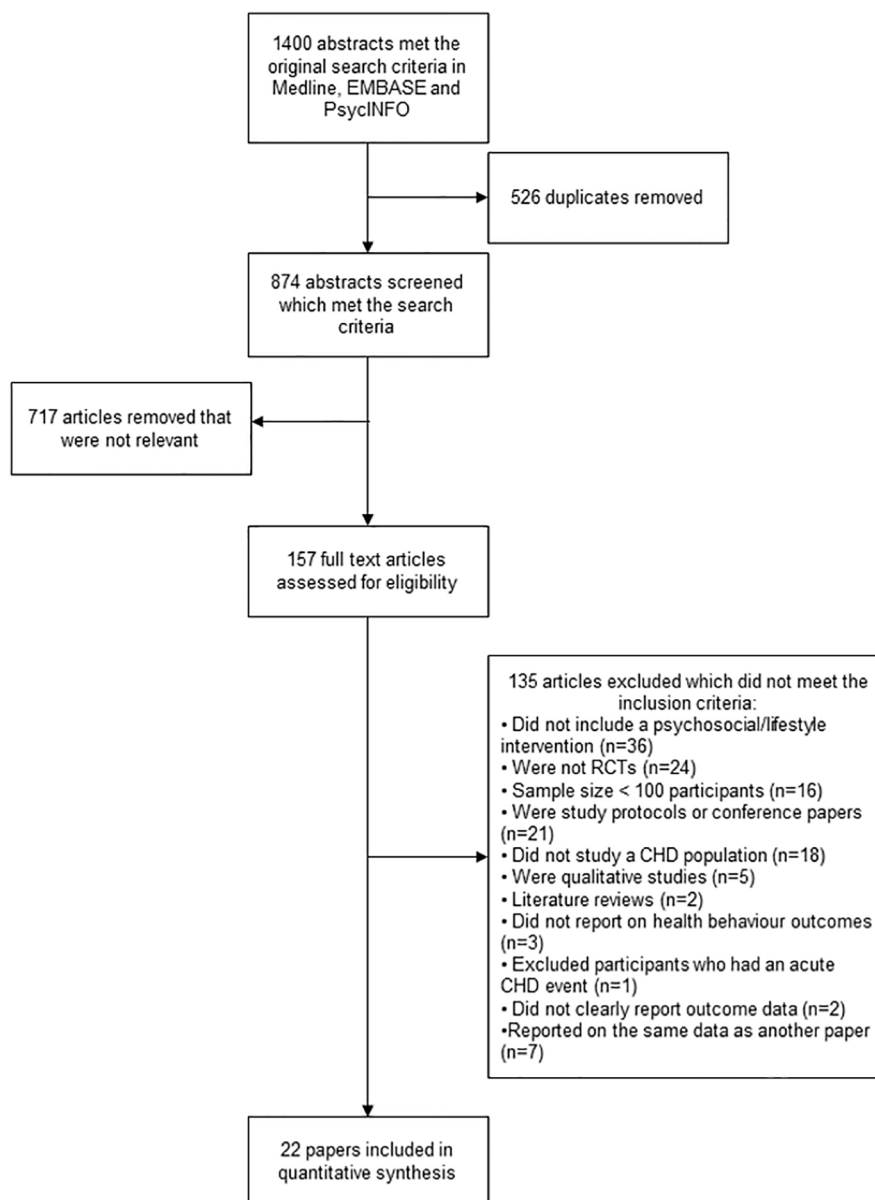 1400 abstracts met the
original search criteria in
Medline, EMBASE and
PsycINFO
526 duplicates removed
874 abstracts screened
which met the search
criteria
717 articles removed that
were not relevant
157 full text articles
assessed for eligibility
135 articles excluded which did not meet the
inclusion criteria:
• Did not include a psychosocial/lifestyle
intervention (n=36)
• Were not RCTs (n=24)
• Sample size < 100 participants (n=16)
• Were study protocols or conference papers
(n=21)
• Did not study a CHD population (n=18)
• Were qualitative studies (n=5)
• Literature reviews (n=2)
• Did not report on health behaviour outcomes
(n=3)
• Excluded participants who had an acute
CHD event (n=1)
• Did not clearly report outcome data (n=2)
•Reported on the same data as another paper
(n=7)
22 papers included in
quantitative synthesis